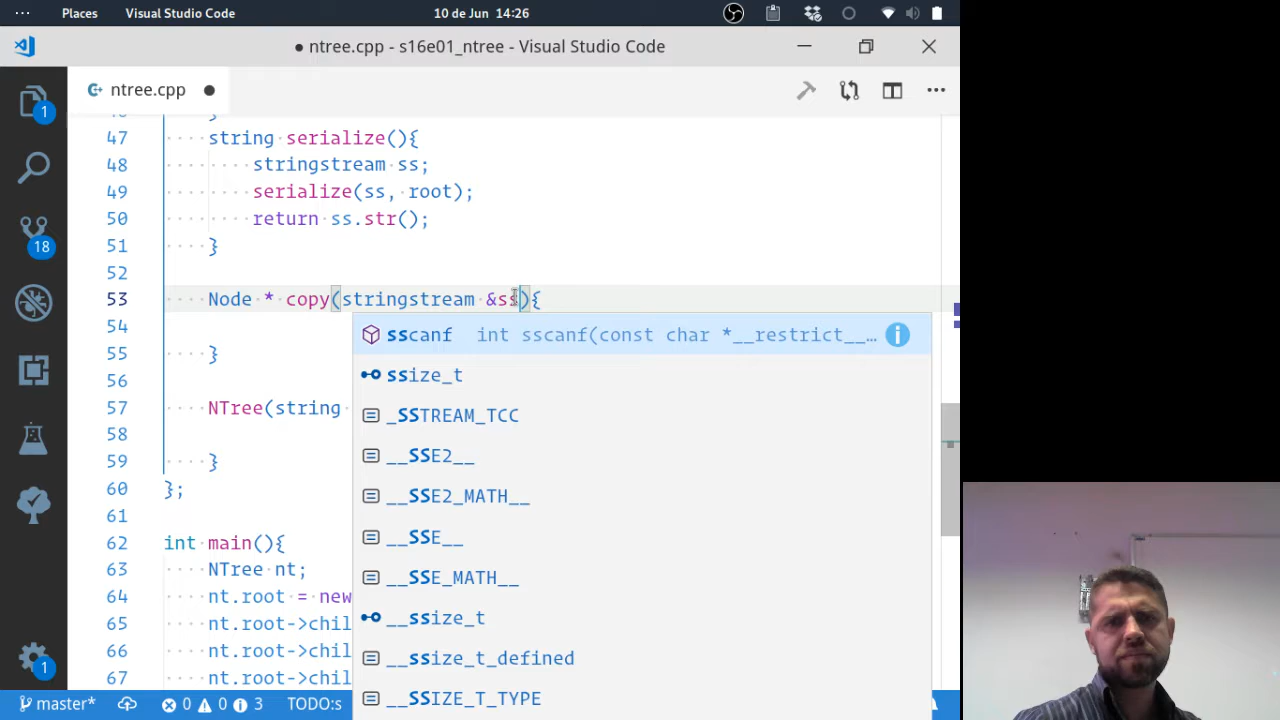 ··· Places Visual Studio Code 10 de Jun 14:26
● ntree.cpp - s16e01_ntree - Visual Studio Code
ntree.cpp
1
47 string serialize(){
48 stringstream ss;
49 serialize(ss, root);
50 return ss.str();
51 }
52
53 Node * copy(stringstream &ss){
54
55 }
56
57 NTree(string
58
59 }
60 };
61
62 int main(){
63 NTree nt;
64 nt.root = new
65 nt.root->chil
66 nt.root->chil
67 nt.root->chil
sscanf int sscanf(const char *__restrict__…
ssize_t
_SSTREAM_TCC
__SSE2__
__SSE2_MATH__
__SSE__
__SSE_MATH__
__ssize_t
__ssize_t_defined
__SSIZE_T_TYPE
18
1
master* 0 0 3 TODO:s